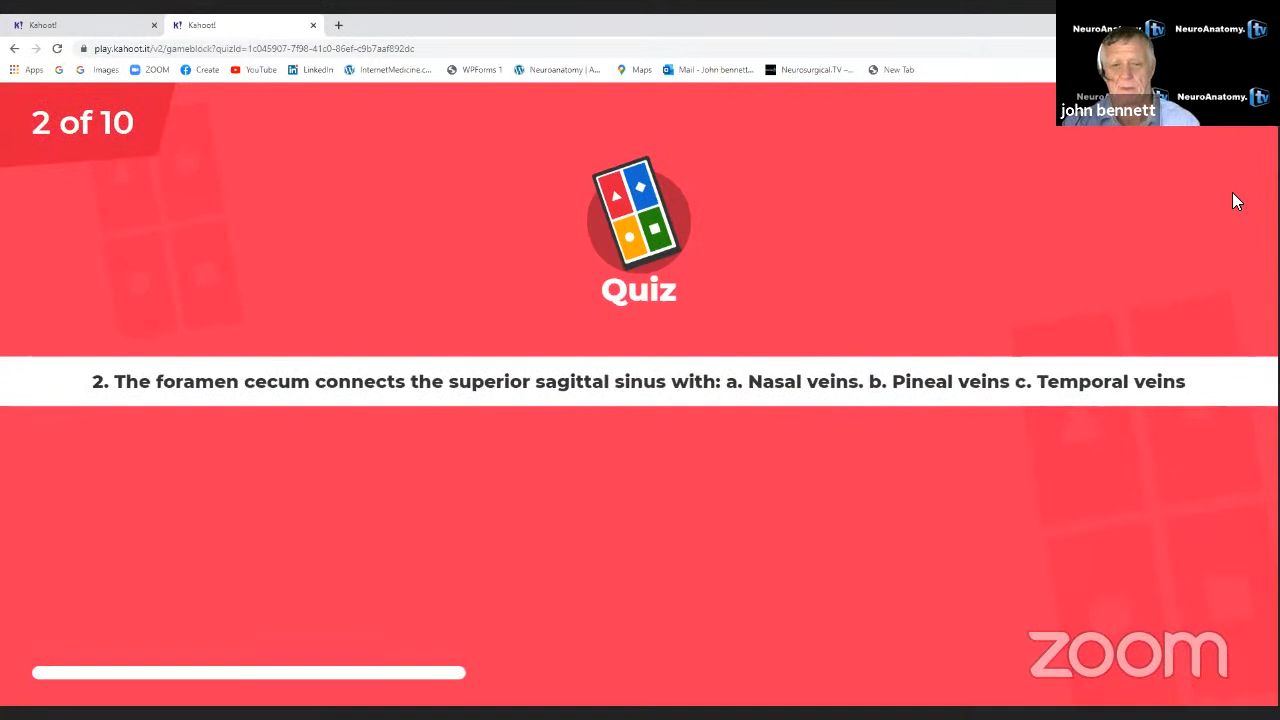 K! Kahoot!
K! Kahoot!
play.kahoot.it/v2/gameblock?quizId=1c045907-7f98-41c0-86ef-c9b7aaf892dc
Apps
Images
ZOOM
Create
YouTube
LinkedIn
InternetMedicine.c...
WPForms 1
Neuroanatomy | A...
Maps
Mail - John bennett...
Neurosurgical.TV –...
New Tab
NeuroAnatomy. tv
NeuroAnatomy. tv
NeuroAnatomy. tv
john bennett
2 of 10
Quiz
2. The foramen cecum connects the superior sagittal sinus with: a. Nasal veins. b. Pineal veins c. Temporal veins
zoom